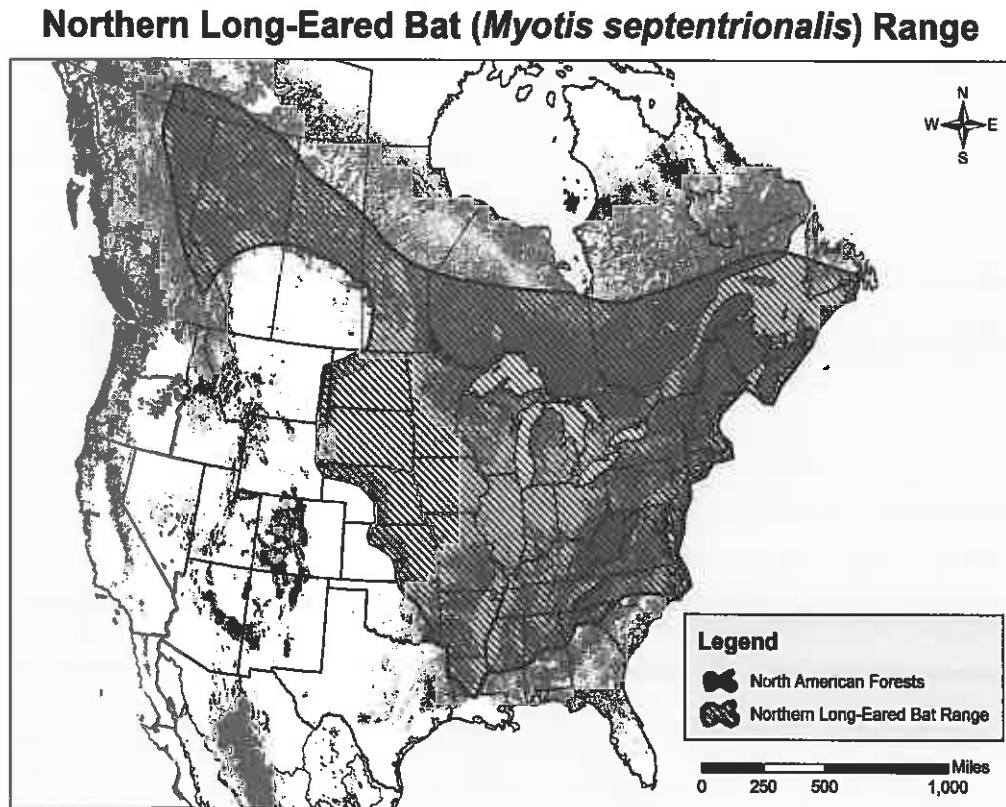 Northern Long-Eared Bat (Myotis septentrionalis) Range
N
W E
S
Legend
North American Forests
Northern Long-Eared Bat Range
Miles
0 250 500 1,000